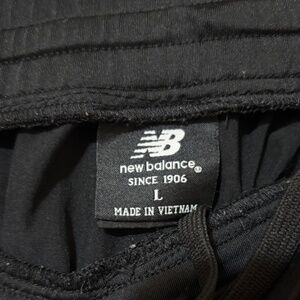 NB
new balance®
SINCE 1906
L
MADE IN VIETNAM